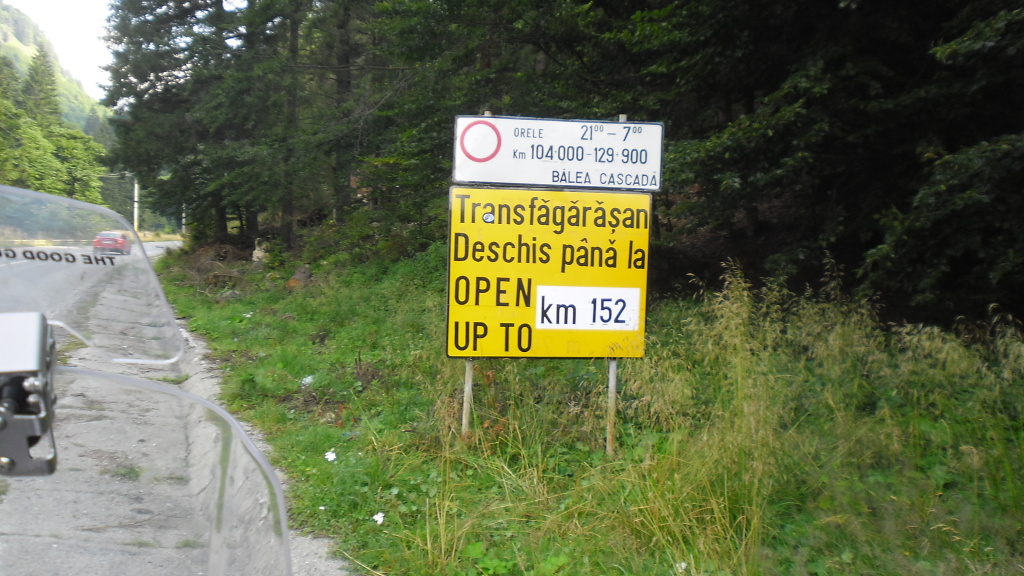 ORELE 21⁰⁰ – 7⁰⁰
Km 104+000-129+900
BÂLEA CASCADĂ
Transfăgărășan
Deschis până la
OPEN km 152
UP TO
THE GOOD